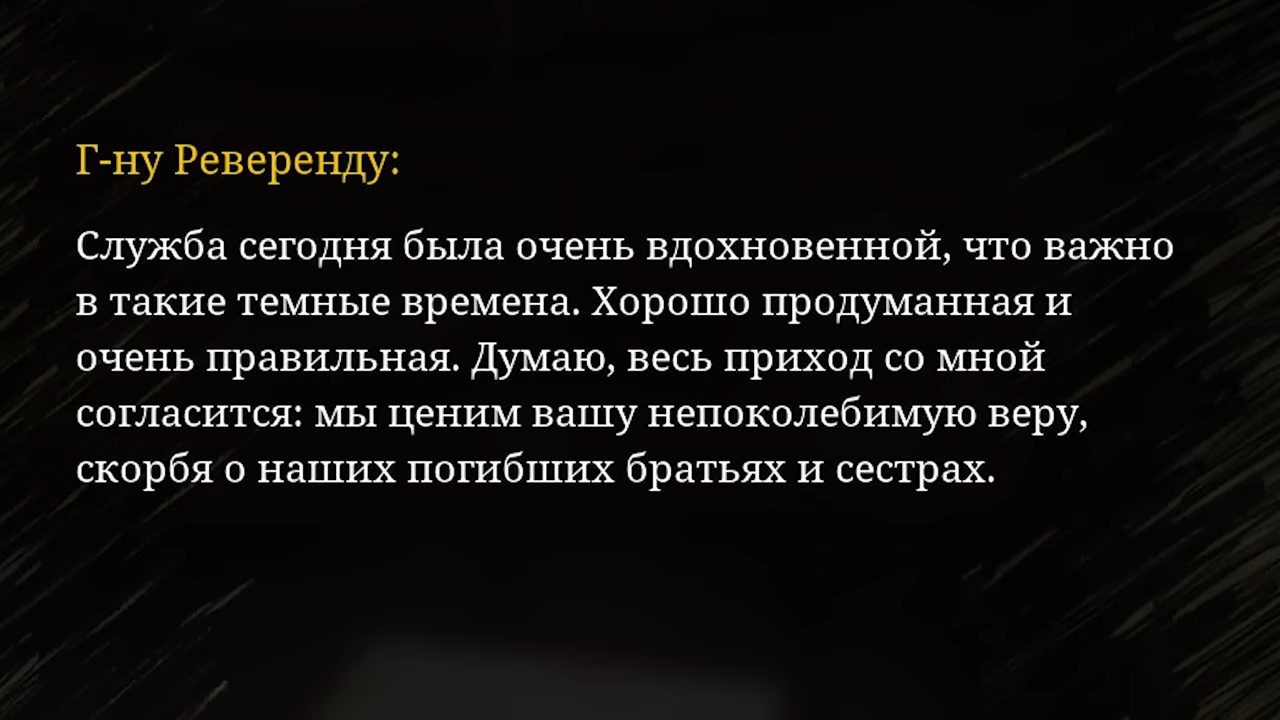 Г-ну Реверенду:
Служба сегодня была очень вдохновенной, что важно
в такие темные времена. Хорошо продуманная и
очень правильная. Думаю, весь приход со мной
согласится: мы ценим вашу непоколебимую веру,
скорбя о наших погибших братьях и сестрах.